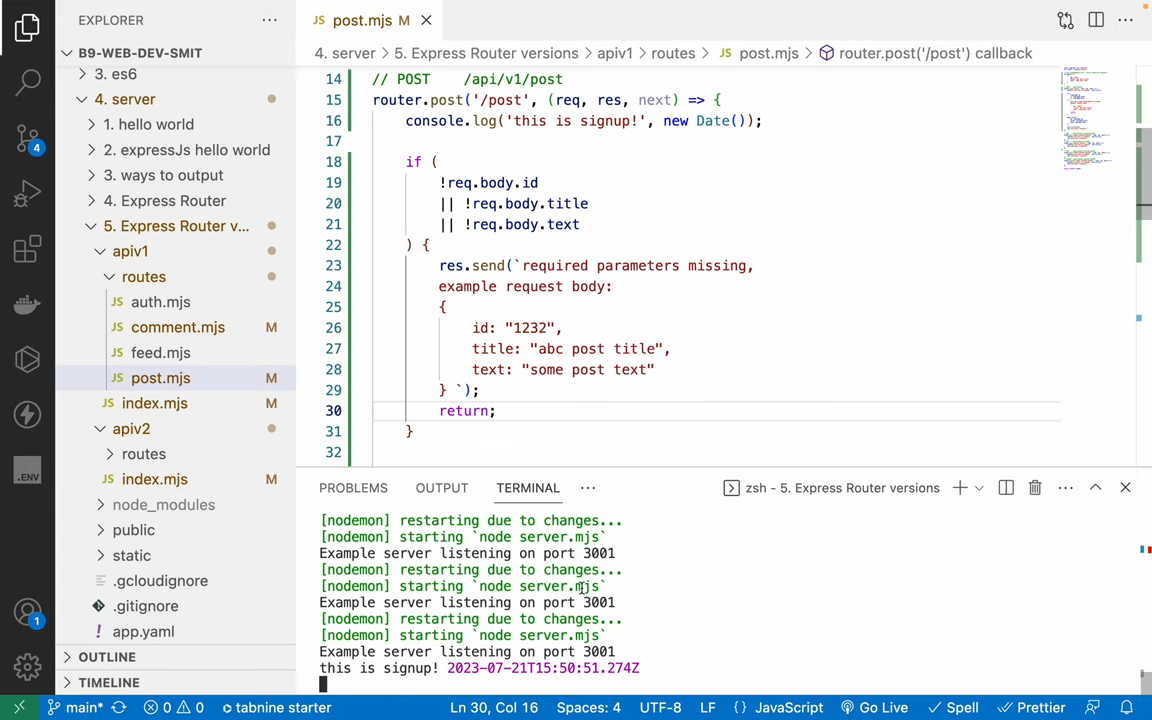 EXPLORER
B9-WEB-DEV-SMIT
3. es6
4. server
1. hello world
2. expressJs hello world
3. ways to output
4. Express Router
5. Express Router v...
apiv1
routes
JS auth.mjs
JS comment.mjs M
JS feed.mjs
JS post.mjs M
JS index.mjs M
apiv2
routes
JS index.mjs M
node_modules
public
static
.gcloudignore
.gitignore
! app.yaml
OUTLINE
TIMELINE
4
.ENV
1
JS post.mjs M
4. server > 5. Express Router versions > apiv1 > routes > JS post.mjs > router.post('/post') callback
14 // POST /api/v1/post
15 router.post('/post', (req, res, next) => {
16 console.log('this is signup!', new Date());
17
18 if (
19 !req.body.id
20 || !req.body.title
21 || !req.body.text
22 ) {
23 res.send(`required parameters missing,
24 example request body:
25 {
26 id: "1232",
27 title: "abc post title",
28 text: "some post text"
29 } `);
30 return;
31 }
32
PROBLEMS OUTPUT TERMINAL ... zsh - 5. Express Router versions
[nodemon] restarting due to changes...
[nodemon] starting `node server.mjs`
Example server listening on port 3001
[nodemon] restarting due to changes...
[nodemon] starting `node server.mjs`
Example server listening on port 3001
[nodemon] restarting due to changes...
[nodemon] starting `node server.mjs`
Example server listening on port 3001
this is signup! 2023-07-21T15:50:51.274Z
main* 0 0 tabnine starter Ln 30, Col 16 Spaces: 4 UTF-8 LF {} JavaScript Go Live Spell Prettier